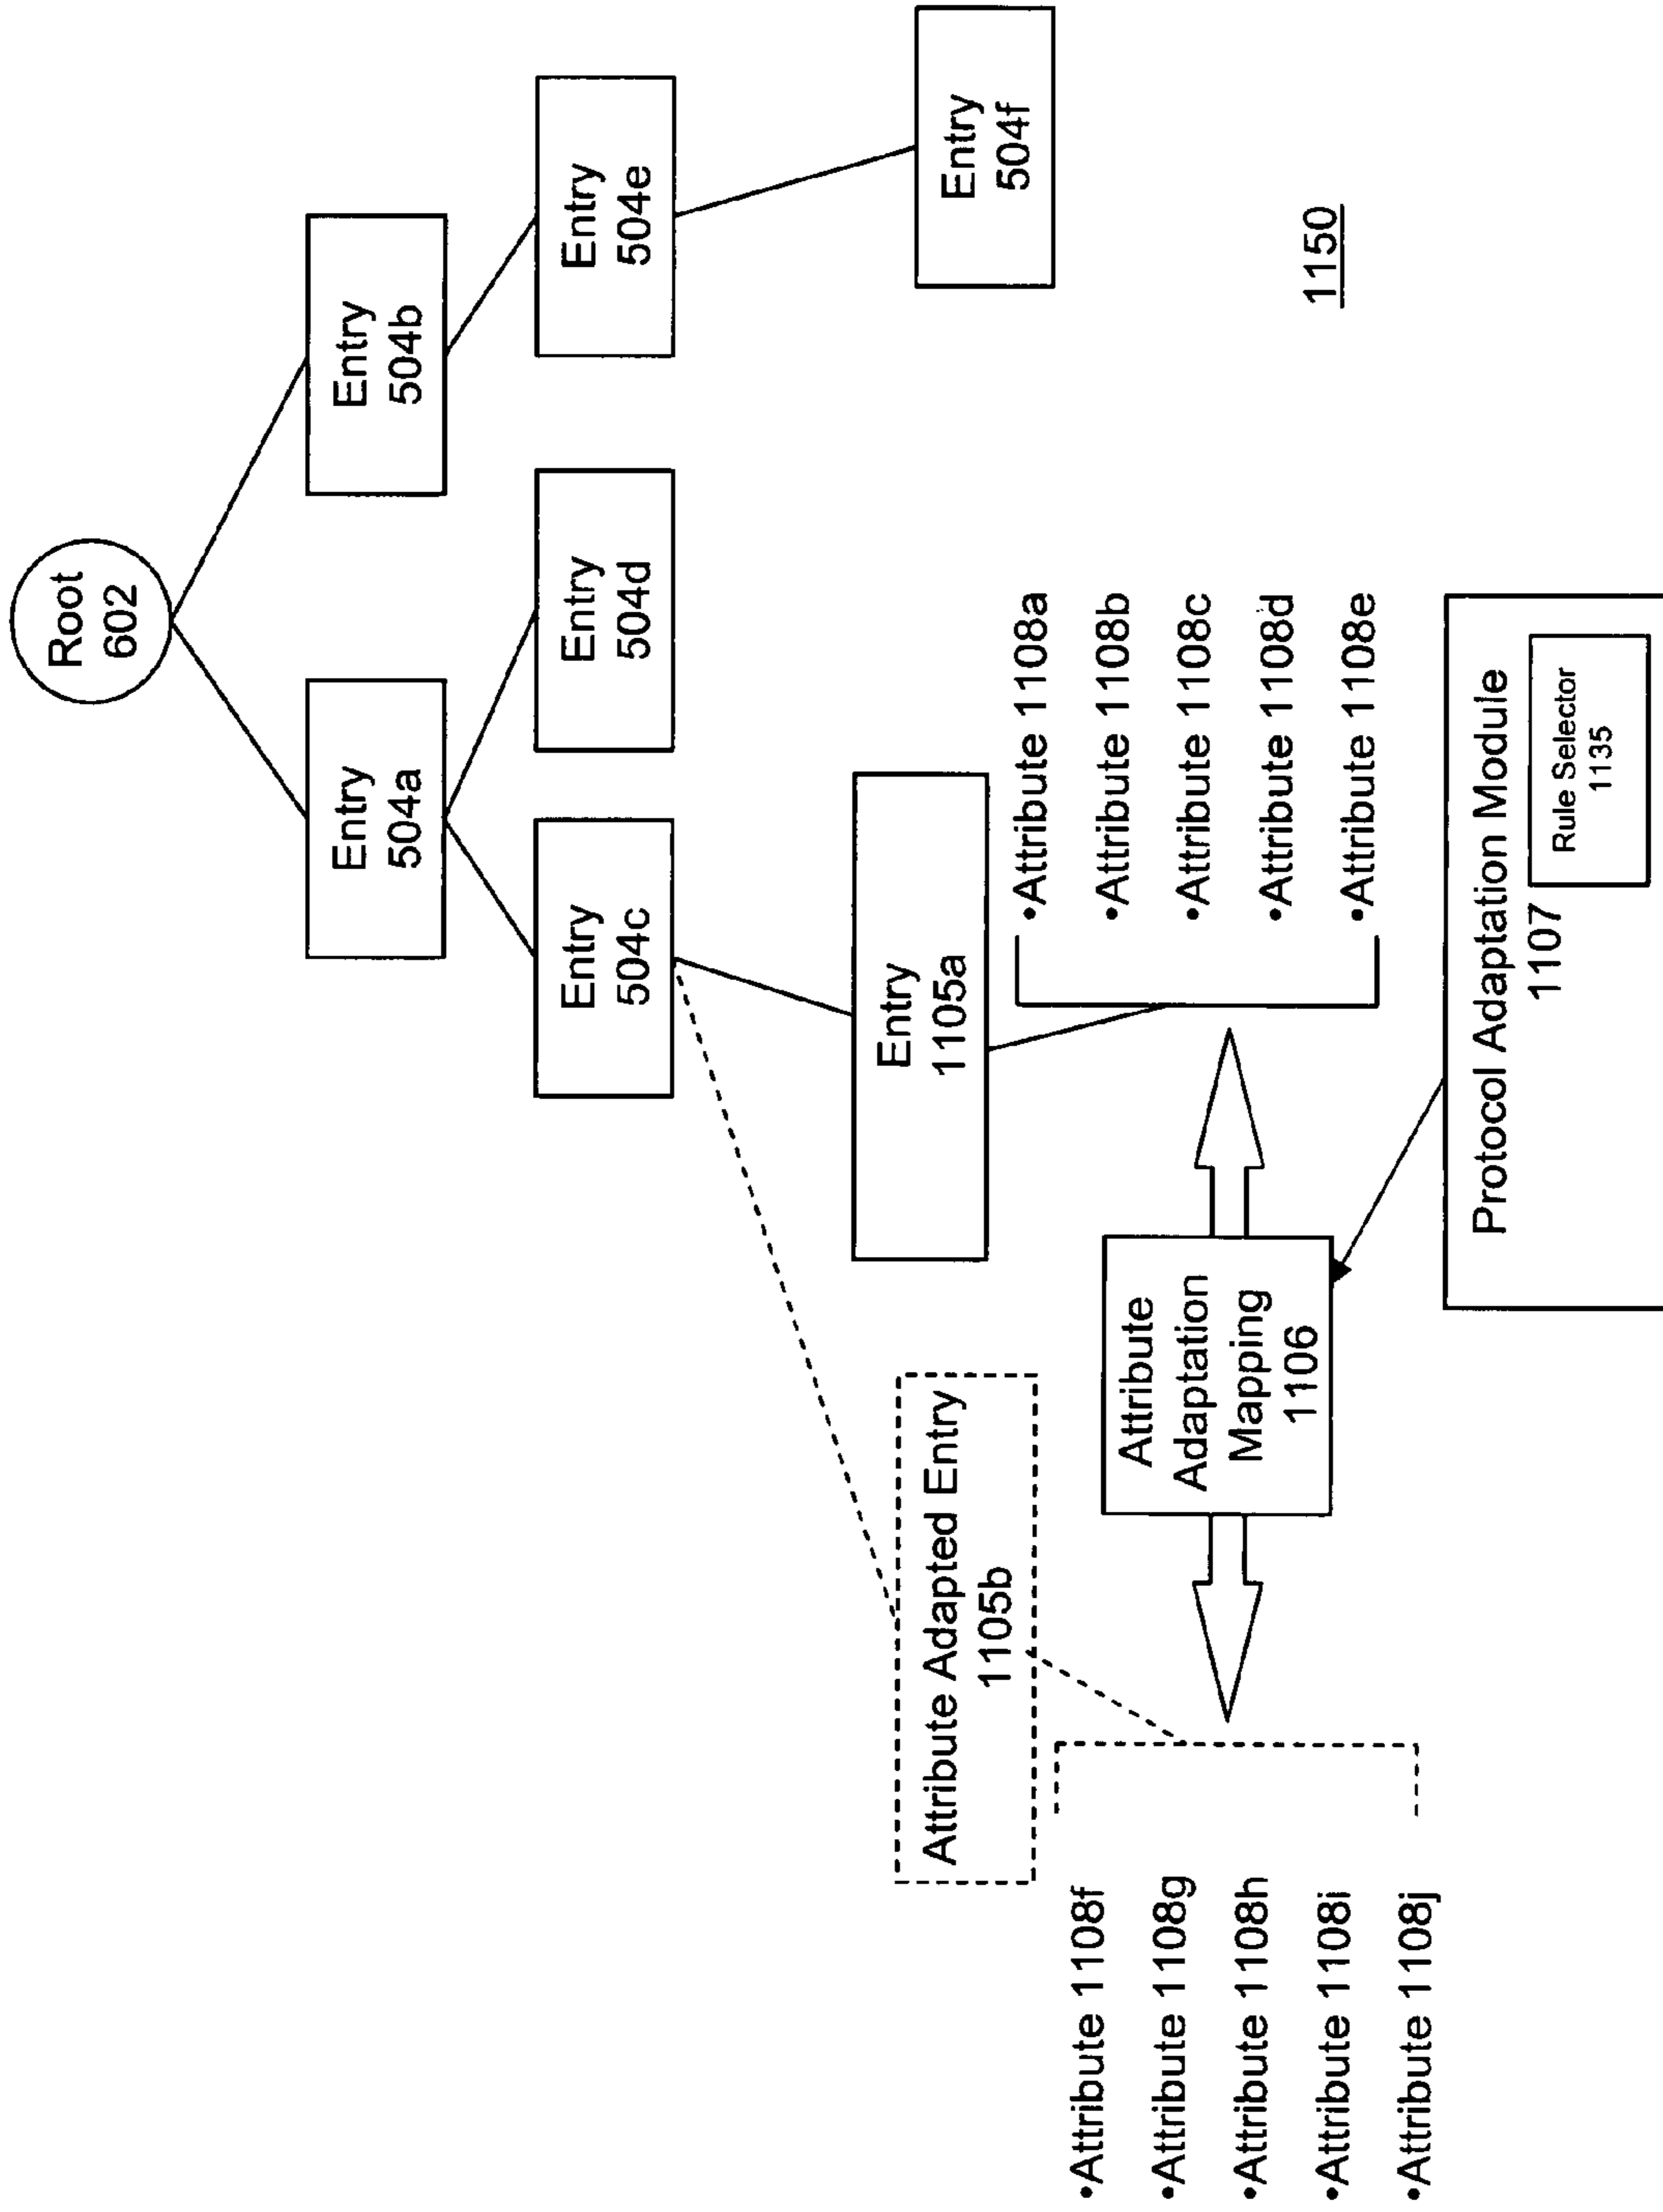 Root
602
Entry
504a
Entry
504b
Entry
504c
Entry
504d
Entry
504e
Entry
1105a
Entry
504f
Attribute Adapted Entry
1105b
•Attribute 1108a
•Attribute 1108b
•Attribute 1108c
•Attribute 1108d
•Attribute 1108e
•Attribute 1108f
•Attribute 1108g
•Attribute 1108h
•Attribute 1108i
•Attribute 1108j
Attribute
Adaptation
Mapping
1106
Protocol Adaptation Module
1107
Rule Selector
1135
1150